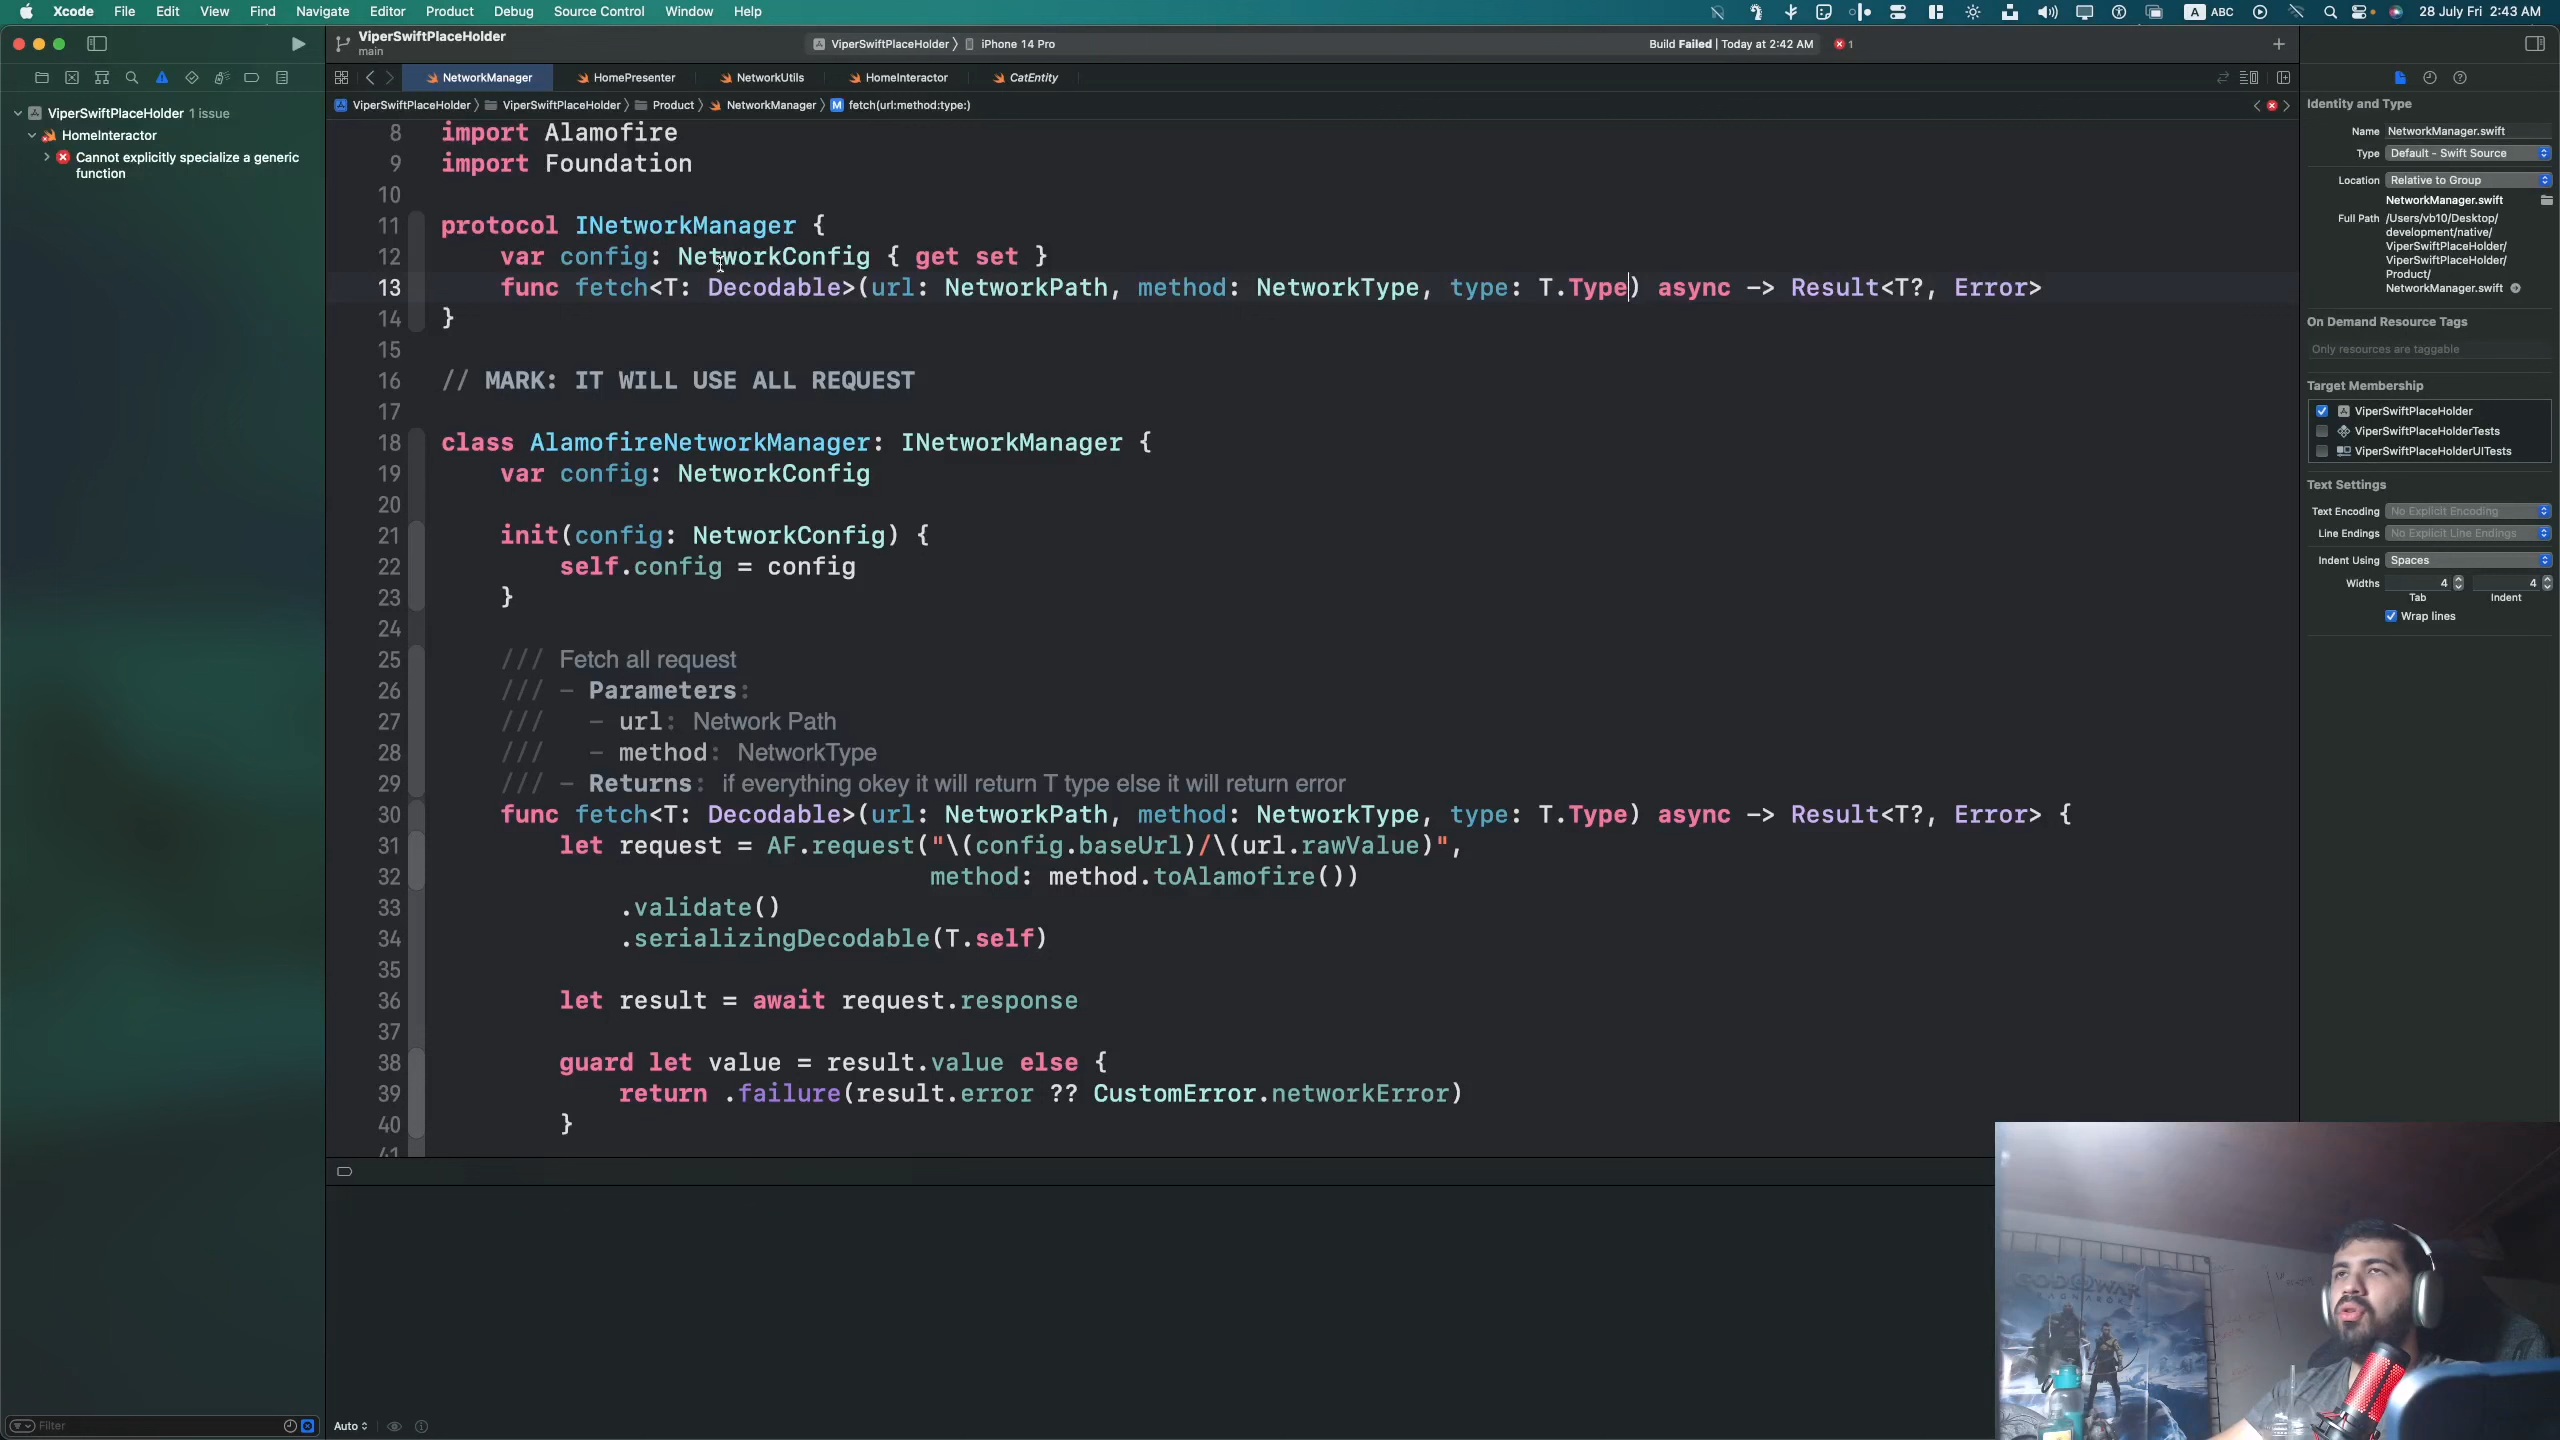 Xcode File Edit View Find Navigate Editor Product Debug Source Control Window Help
A ABC 28 July Fri 2:43 AM
ViperSwiftPlaceHolder
main
ViperSwiftPlaceHolder iPhone 14 Pro
Build Failed | Today at 2:42 AM 1
NetworkManager HomePresenter NetworkUtils HomeInteractor CatEntity
ViperSwiftPlaceHolder ViperSwiftPlaceHolder Product NetworkManager M fetch(url:method:type:)
ViperSwiftPlaceHolder 1 issue
HomeInteractor
Cannot explicitly specialize a generic
function
8 import Alamofire
9 import Foundation
10
11 protocol INetworkManager {
12 var config: NetworkConfig { get set }
13 func fetch<T: Decodable>(url: NetworkPath, method: NetworkType, type: T.Type) async -> Result<T?, Error>
14 }
15
16 // MARK: IT WILL USE ALL REQUEST
17
18 class AlamofireNetworkManager: INetworkManager {
19 var config: NetworkConfig
20
21 init(config: NetworkConfig) {
22 self.config = config
23 }
24
25 /// Fetch all request
26 /// - Parameters:
27 /// - url: Network Path
28 /// - method: NetworkType
29 /// - Returns: if everything okey it will return T type else it will return error
30 func fetch<T: Decodable>(url: NetworkPath, method: NetworkType, type: T.Type) async -> Result<T?, Error> {
31 let request = AF.request("\(config.baseUrl)/\(url.rawValue)",
32 method: method.toAlamofire())
33 .validate()
34 .serializingDecodable(T.self)
35
36 let result = await request.response
37
38 guard let value = result.value else {
39 return .failure(result.error ?? CustomError.networkError)
40 }
41
Identity and Type
Name NetworkManager.swift
Type Default - Swift Source
Location Relative to Group
NetworkManager.swift
Full Path /Users/vb10/Desktop/
development/native/
ViperSwiftPlaceHolder/
ViperSwiftPlaceHolder/
Product/
NetworkManager.swift
On Demand Resource Tags
Only resources are taggable
Target Membership
ViperSwiftPlaceHolder
ViperSwiftPlaceHolderTests
ViperSwiftPlaceHolderUITests
Text Settings
Text Encoding No Explicit Encoding
Line Endings No Explicit Line Endings
Indent Using Spaces
Widths 4 4
Tab Indent
Wrap lines
GOD OF WAR
RAGNARÖK
Filter
Auto